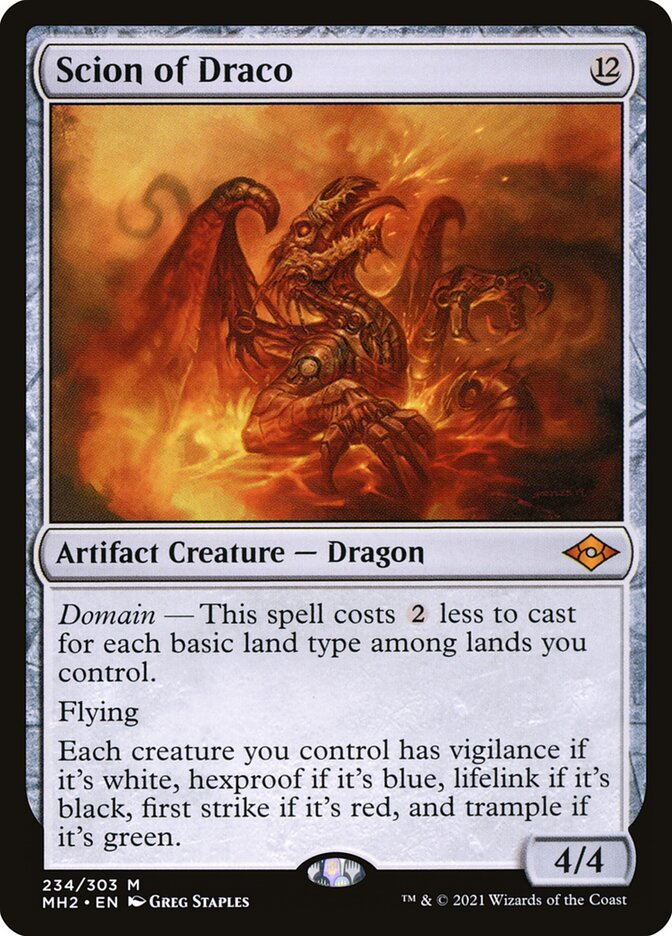 Scion of Draco 12
Artifact Creature — Dragon
Domain — This spell costs 2 less to cast
for each basic land type among lands you
control.
Flying
Each creature you control has vigilance if
it's white, hexproof if it's blue, lifelink if it's
black, first strike if it's red, and trample if
it's green.
4/4
234/303 M
MH2 • EN Greg Staples
™ & © 2021 Wizards of the Coast